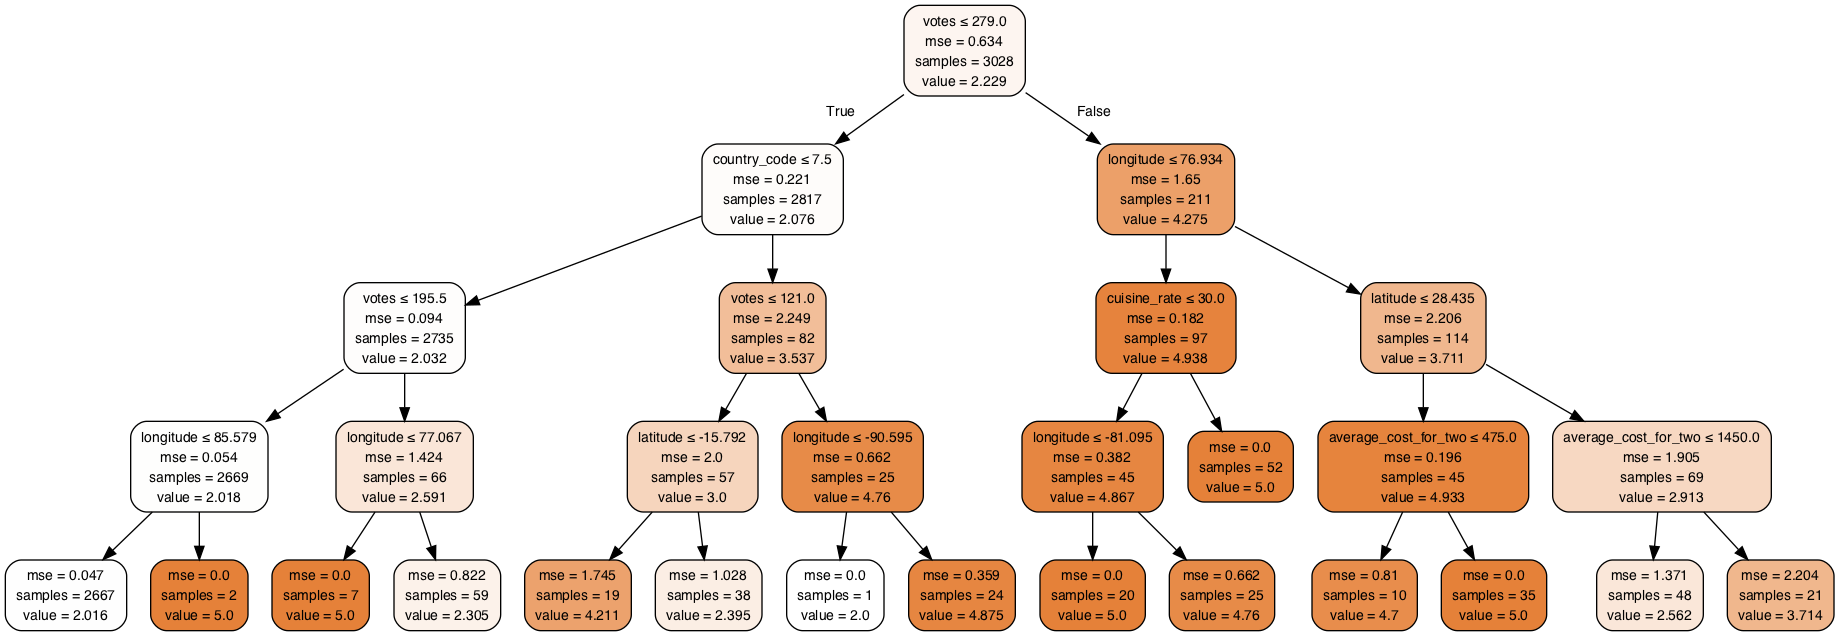 votes ≤ 279.0
mse = 0.634
samples = 3028
value = 2.229
True
False
country_code ≤ 7.5
mse = 0.221
samples = 2817
value = 2.076
longitude ≤ 76.934
mse = 1.65
samples = 211
value = 4.275
votes ≤ 195.5
mse = 0.094
samples = 2735
value = 2.032
votes ≤ 121.0
mse = 2.249
samples = 82
value = 3.537
cuisine_rate ≤ 30.0
mse = 0.182
samples = 97
value = 4.938
latitude ≤ 28.435
mse = 2.206
samples = 114
value = 3.711
longitude ≤ 85.579
mse = 0.054
samples = 2669
value = 2.018
longitude ≤ 77.067
mse = 1.424
samples = 66
value = 2.591
latitude ≤ -15.792
mse = 2.0
samples = 57
value = 3.0
longitude ≤ -90.595
mse = 0.662
samples = 25
value = 4.76
longitude ≤ -81.095
mse = 0.382
samples = 45
value = 4.867
mse = 0.0
samples = 52
value = 5.0
average_cost_for_two ≤ 475.0
mse = 0.196
samples = 45
value = 4.933
average_cost_for_two ≤ 1450.0
mse = 1.905
samples = 69
value = 2.913
mse = 0.047
samples = 2667
value = 2.016
mse = 0.0
samples = 2
value = 5.0
mse = 0.0
samples = 7
value = 5.0
mse = 0.822
samples = 59
value = 2.305
mse = 1.745
samples = 19
value = 4.211
mse = 1.028
samples = 38
value = 2.395
mse = 0.0
samples = 1
value = 2.0
mse = 0.359
samples = 24
value = 4.875
mse = 0.0
samples = 20
value = 5.0
mse = 0.662
samples = 25
value = 4.76
mse = 0.81
samples = 10
value = 4.7
mse = 0.0
samples = 35
value = 5.0
mse = 1.371
samples = 48
value = 2.562
mse = 2.204
samples = 21
value = 3.714